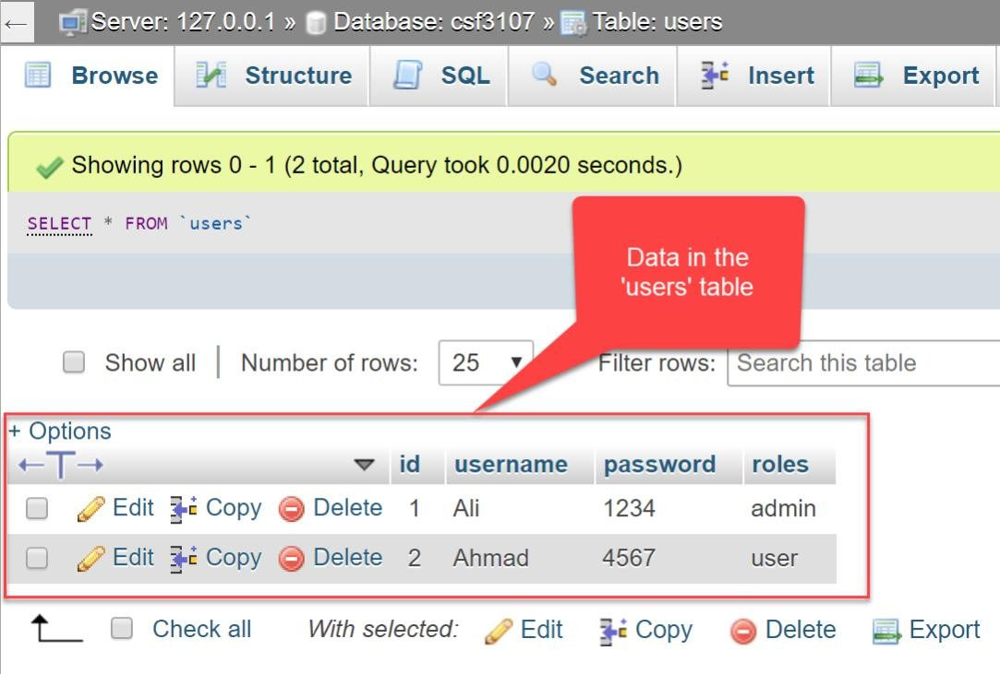 Server: 127.0.0.1 » Database: csf3107 » Table: users
Browse Structure SQL Search Insert Export
Showing rows 0 - 1 (2 total, Query took 0.0020 seconds.)
SELECT * FROM `users`
Data in the
'users' table
Show all Number of rows: 25 Filter rows: Search this table
+ Options
id username password roles
Edit Copy Delete 1 Ali 1234 admin
Edit Copy Delete 2 Ahmad 4567 user
Check all With selected: Edit Copy Delete Export